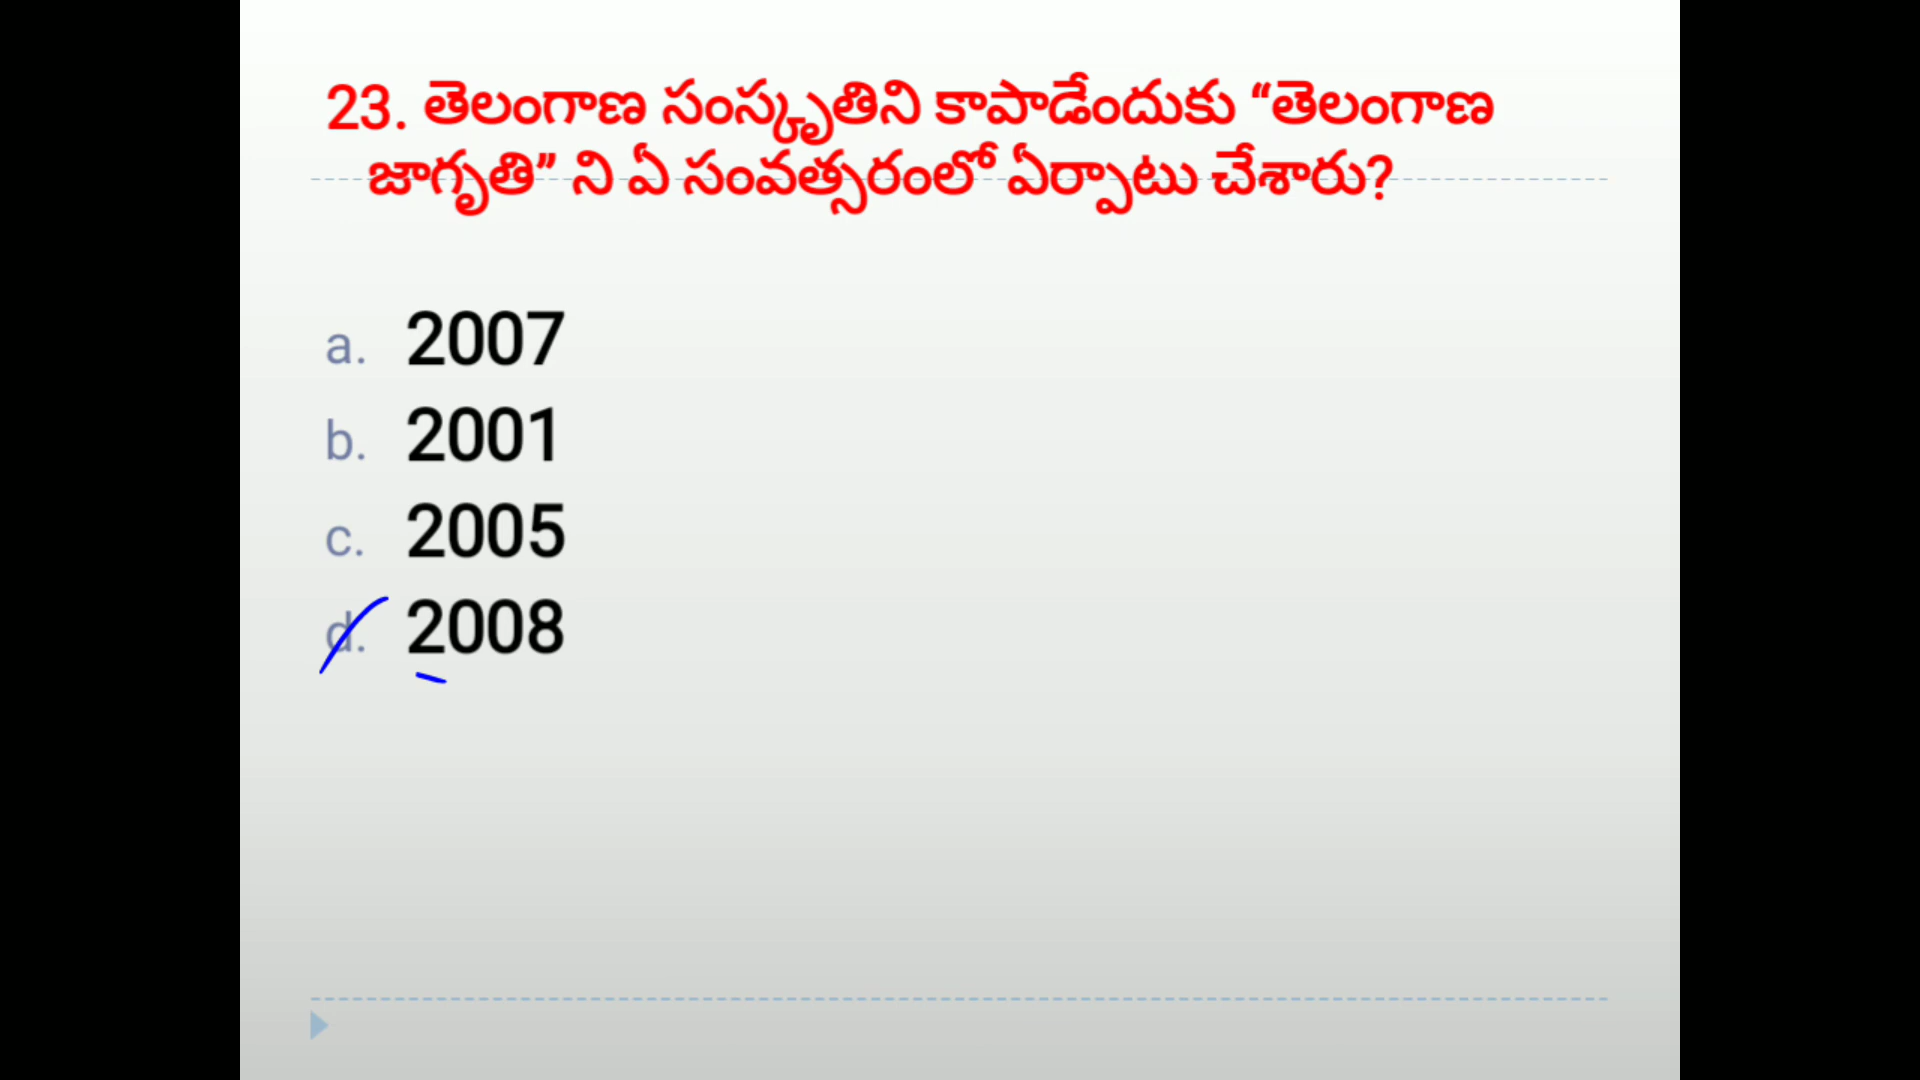 23. తెలంగాణ సంస్కృతిని కాపాడేందుకు “తెలంగాణ
జాగృతి” ని ఏ సంవత్సరంలో ఏర్పాటు చేశారు?
a. 2007
b. 2001
c. 2005
d. 2008